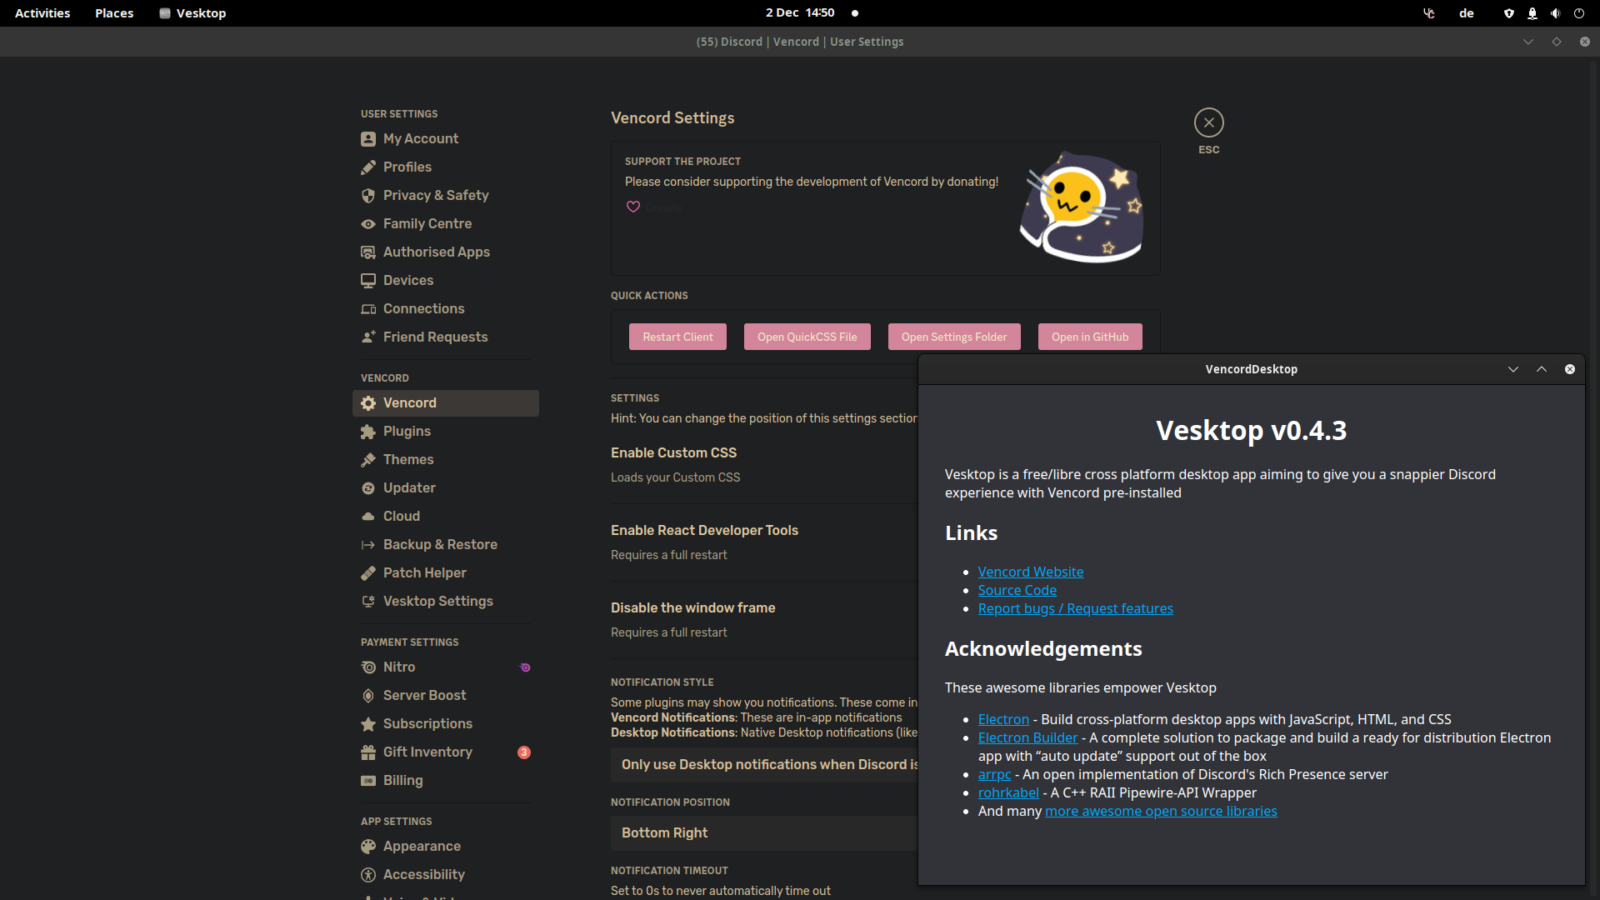 Activities Places Vesktop 2 Dec 14:50 de
(55) Discord | Vencord | User Settings
USER SETTINGS
My Account
Profiles
Privacy & Safety
Family Centre
Authorised Apps
Devices
Connections
Friend Requests
VENCORD
Vencord
Plugins
Themes
Updater
Cloud
Backup & Restore
Patch Helper
Vesktop Settings
PAYMENT SETTINGS
Nitro
Server Boost
Subscriptions
Gift Inventory 3
Billing
APP SETTINGS
Appearance
Accessibility
Vencord Settings
SUPPORT THE PROJECT
Please consider supporting the development of Vencord by donating!
Donate
ESC
QUICK ACTIONS
Restart Client Open QuickCSS File Open Settings Folder Open in GitHub
SETTINGS
Hint: You can change the position of this settings section
Enable Custom CSS
Loads your Custom CSS
Enable React Developer Tools
Requires a full restart
Disable the window frame
Requires a full restart
NOTIFICATION STYLE
Some plugins may show you notifications. These come in
Vencord Notifications: These are in-app notifications
Desktop Notifications: Native Desktop notifications (like
Only use Desktop notifications when Discord is
NOTIFICATION POSITION
Bottom Right
NOTIFICATION TIMEOUT
Set to 0s to never automatically time out
VencordDesktop
Vesktop v0.4.3
Vesktop is a free/libre cross platform desktop app aiming to give you a snappier Discord
experience with Vencord pre-installed
Links
Vencord Website
Source Code
Report bugs / Request features
Acknowledgements
These awesome libraries empower Vesktop
Electron - Build cross-platform desktop apps with JavaScript, HTML, and CSS
Electron Builder - A complete solution to package and build a ready for distribution Electron
app with “auto update” support out of the box
arrpc - An open implementation of Discord's Rich Presence server
rohrkabel - A C++ RAII Pipewire-API Wrapper
And many more awesome open source libraries